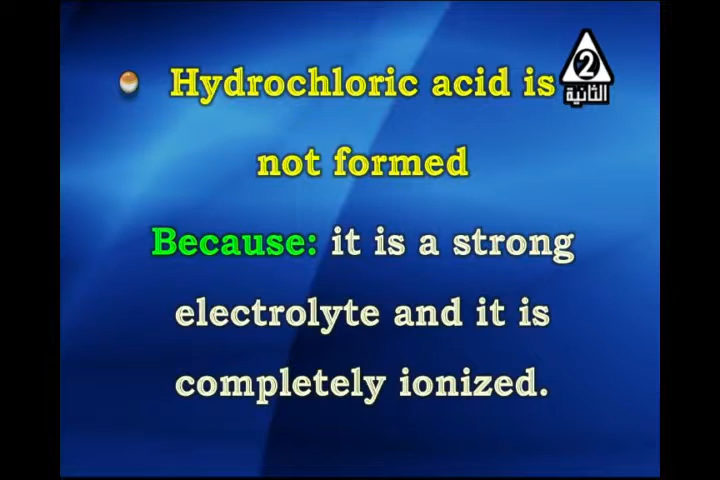 Hydrochloric acid is
not formed
Because: it is a strong
electrolyte and it is
completely ionized.
2
الثانية